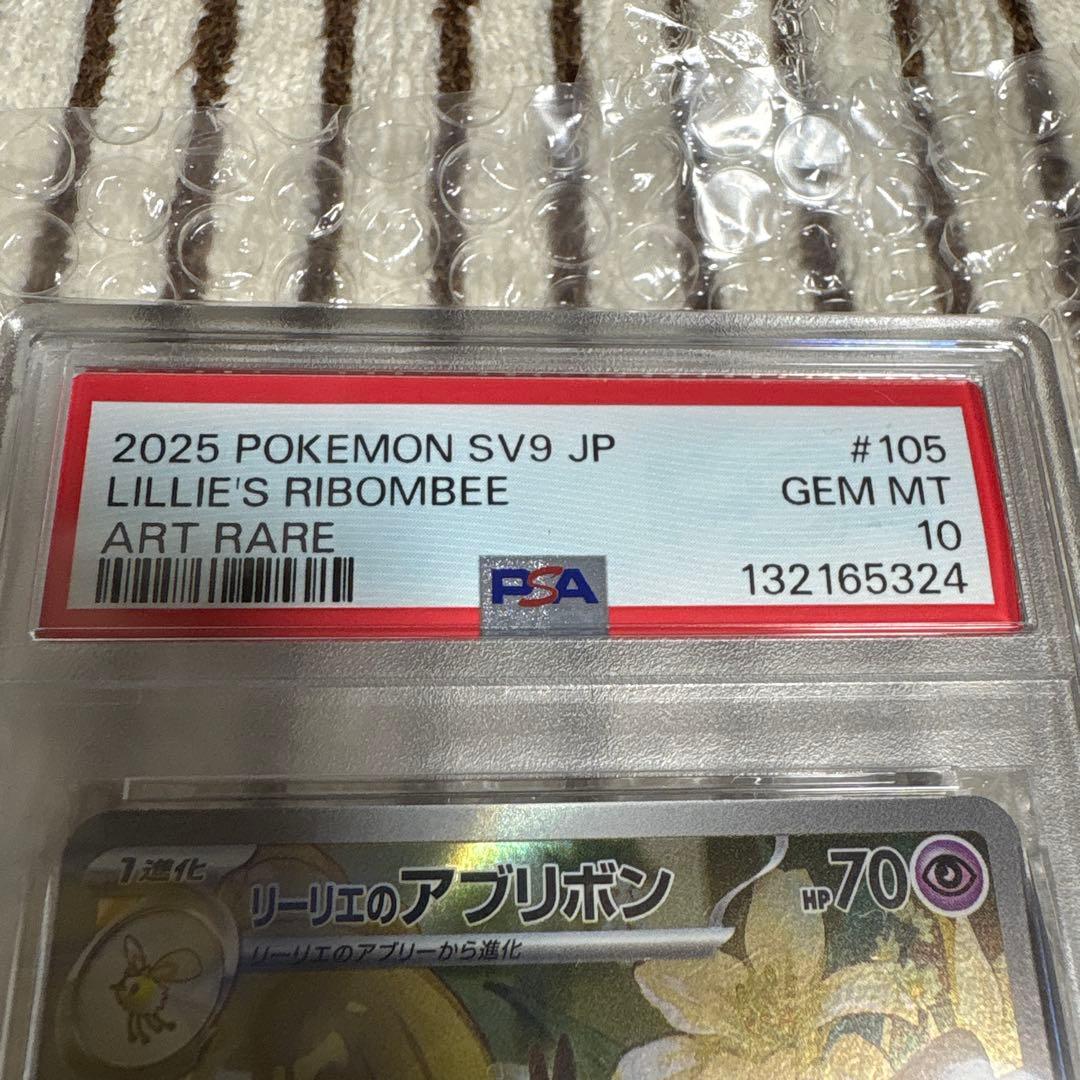 2025 POKEMON SV9 JP #105
LILLIE'S RIBOMBEE GEM MT
ART RARE 10
PSA 132165324
1進化 リーリエのアブリボン HP70
リーリエのアブリーから進化